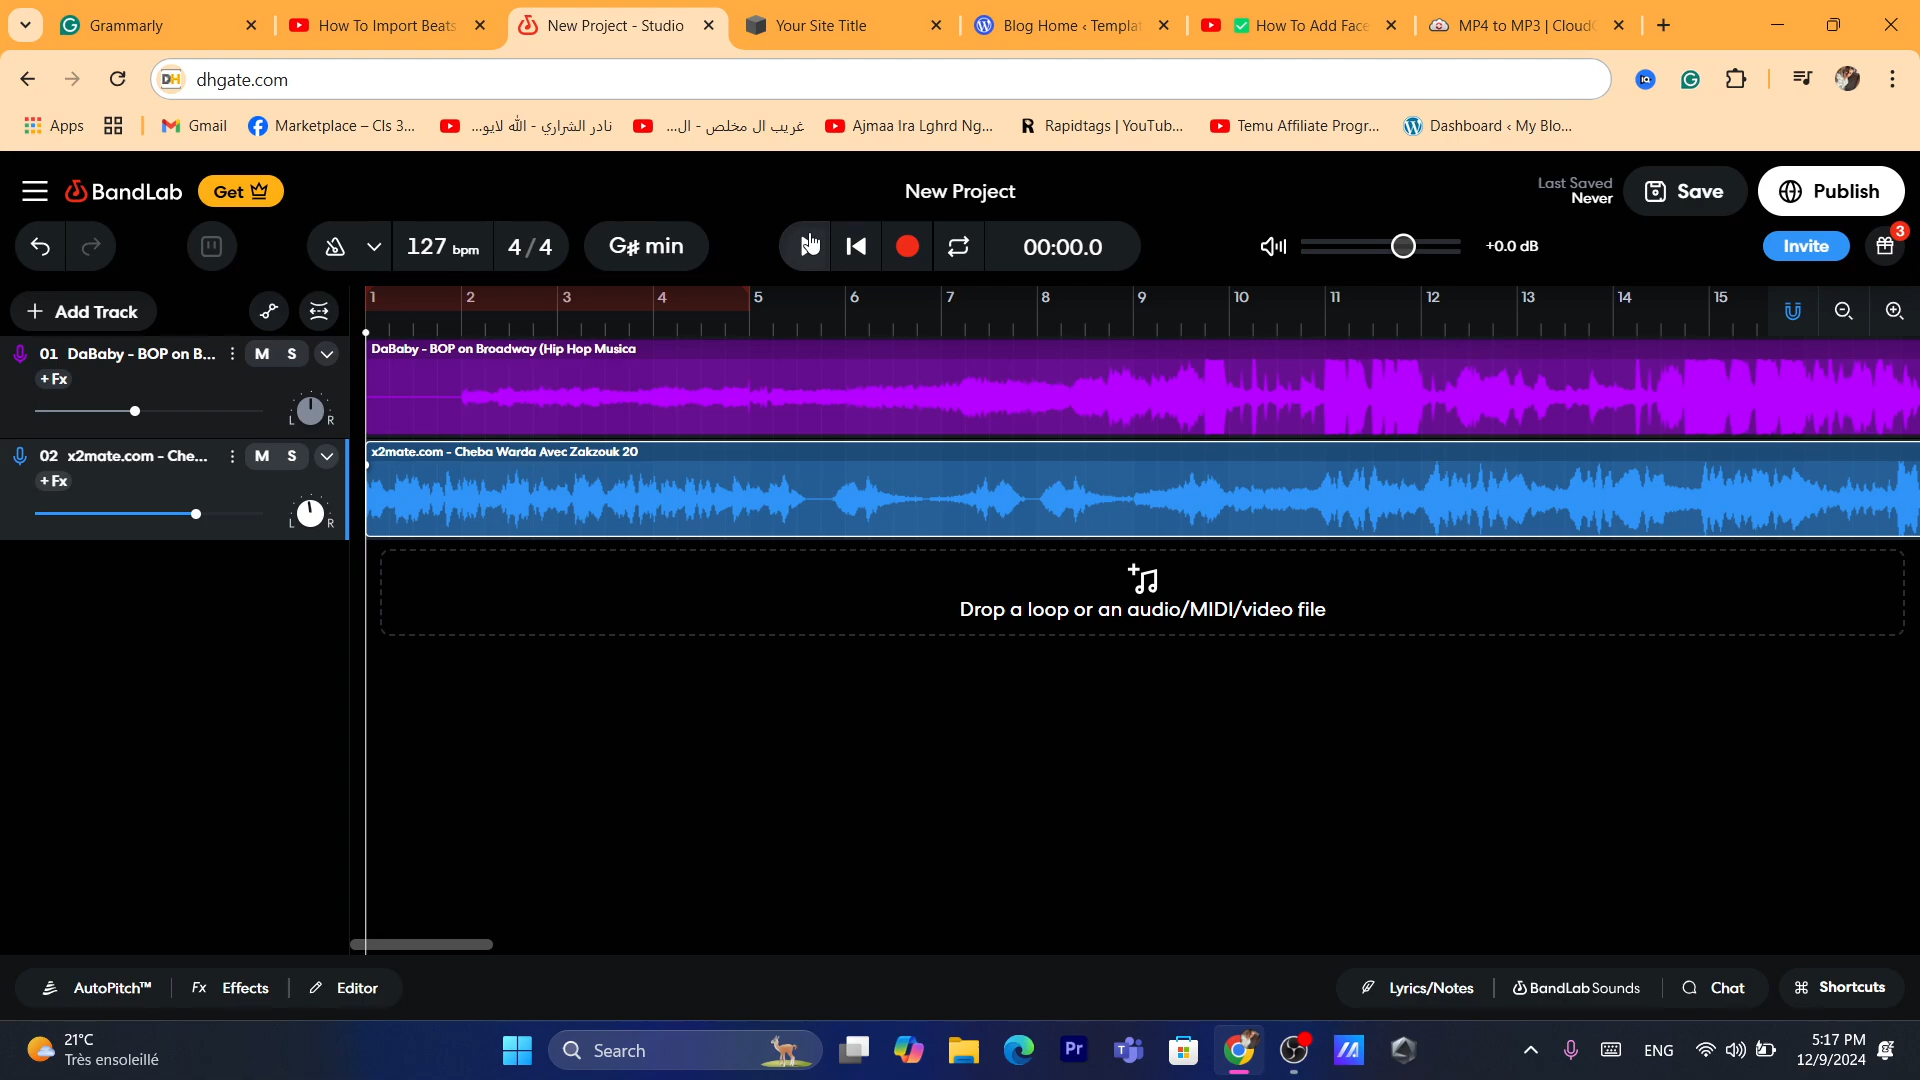 Grammarly
How To Import Beats
New Project - Studio
Your Site Title
Blog Home ‹ Templat
✅ How To Add Face
MP4 to MP3 | CloudC
dhgate.com
Apps
Gmail
Marketplace – Cls 3...
نادر الشراري - الله لايو...
غريب ال مخلص - ال...
Ajmaa Ira Lghrd Ng...
Rapidtags | YouTub...
Temu Affiliate Progr...
Dashboard ‹ My Blo...
BandLab
Get
New Project
Last Saved
Never
Save
Publish
127 bpm
4 / 4
G# min
00:00.0
+0.0 dB
Invite
3
+ Add Track
1 2 3 4 5 6 7 8 9 10 11 12 13 14 15
01 DaBaby - BOP on B...
M S
+ Fx
L R
DaBaby - BOP on Broadway (Hip Hop Musica
02 x2mate.com - Che...
M S
+ Fx
L R
x2mate.com - Cheba Warda Avec Zakzouk 20
Drop a loop or an audio/MIDI/video file
AutoPitch™
Fx Effects
Editor
Lyrics/Notes
BandLab Sounds
Chat
Shortcuts
21°C
Très ensoleillé
Search
Pr
ENG
5:17 PM
12/9/2024